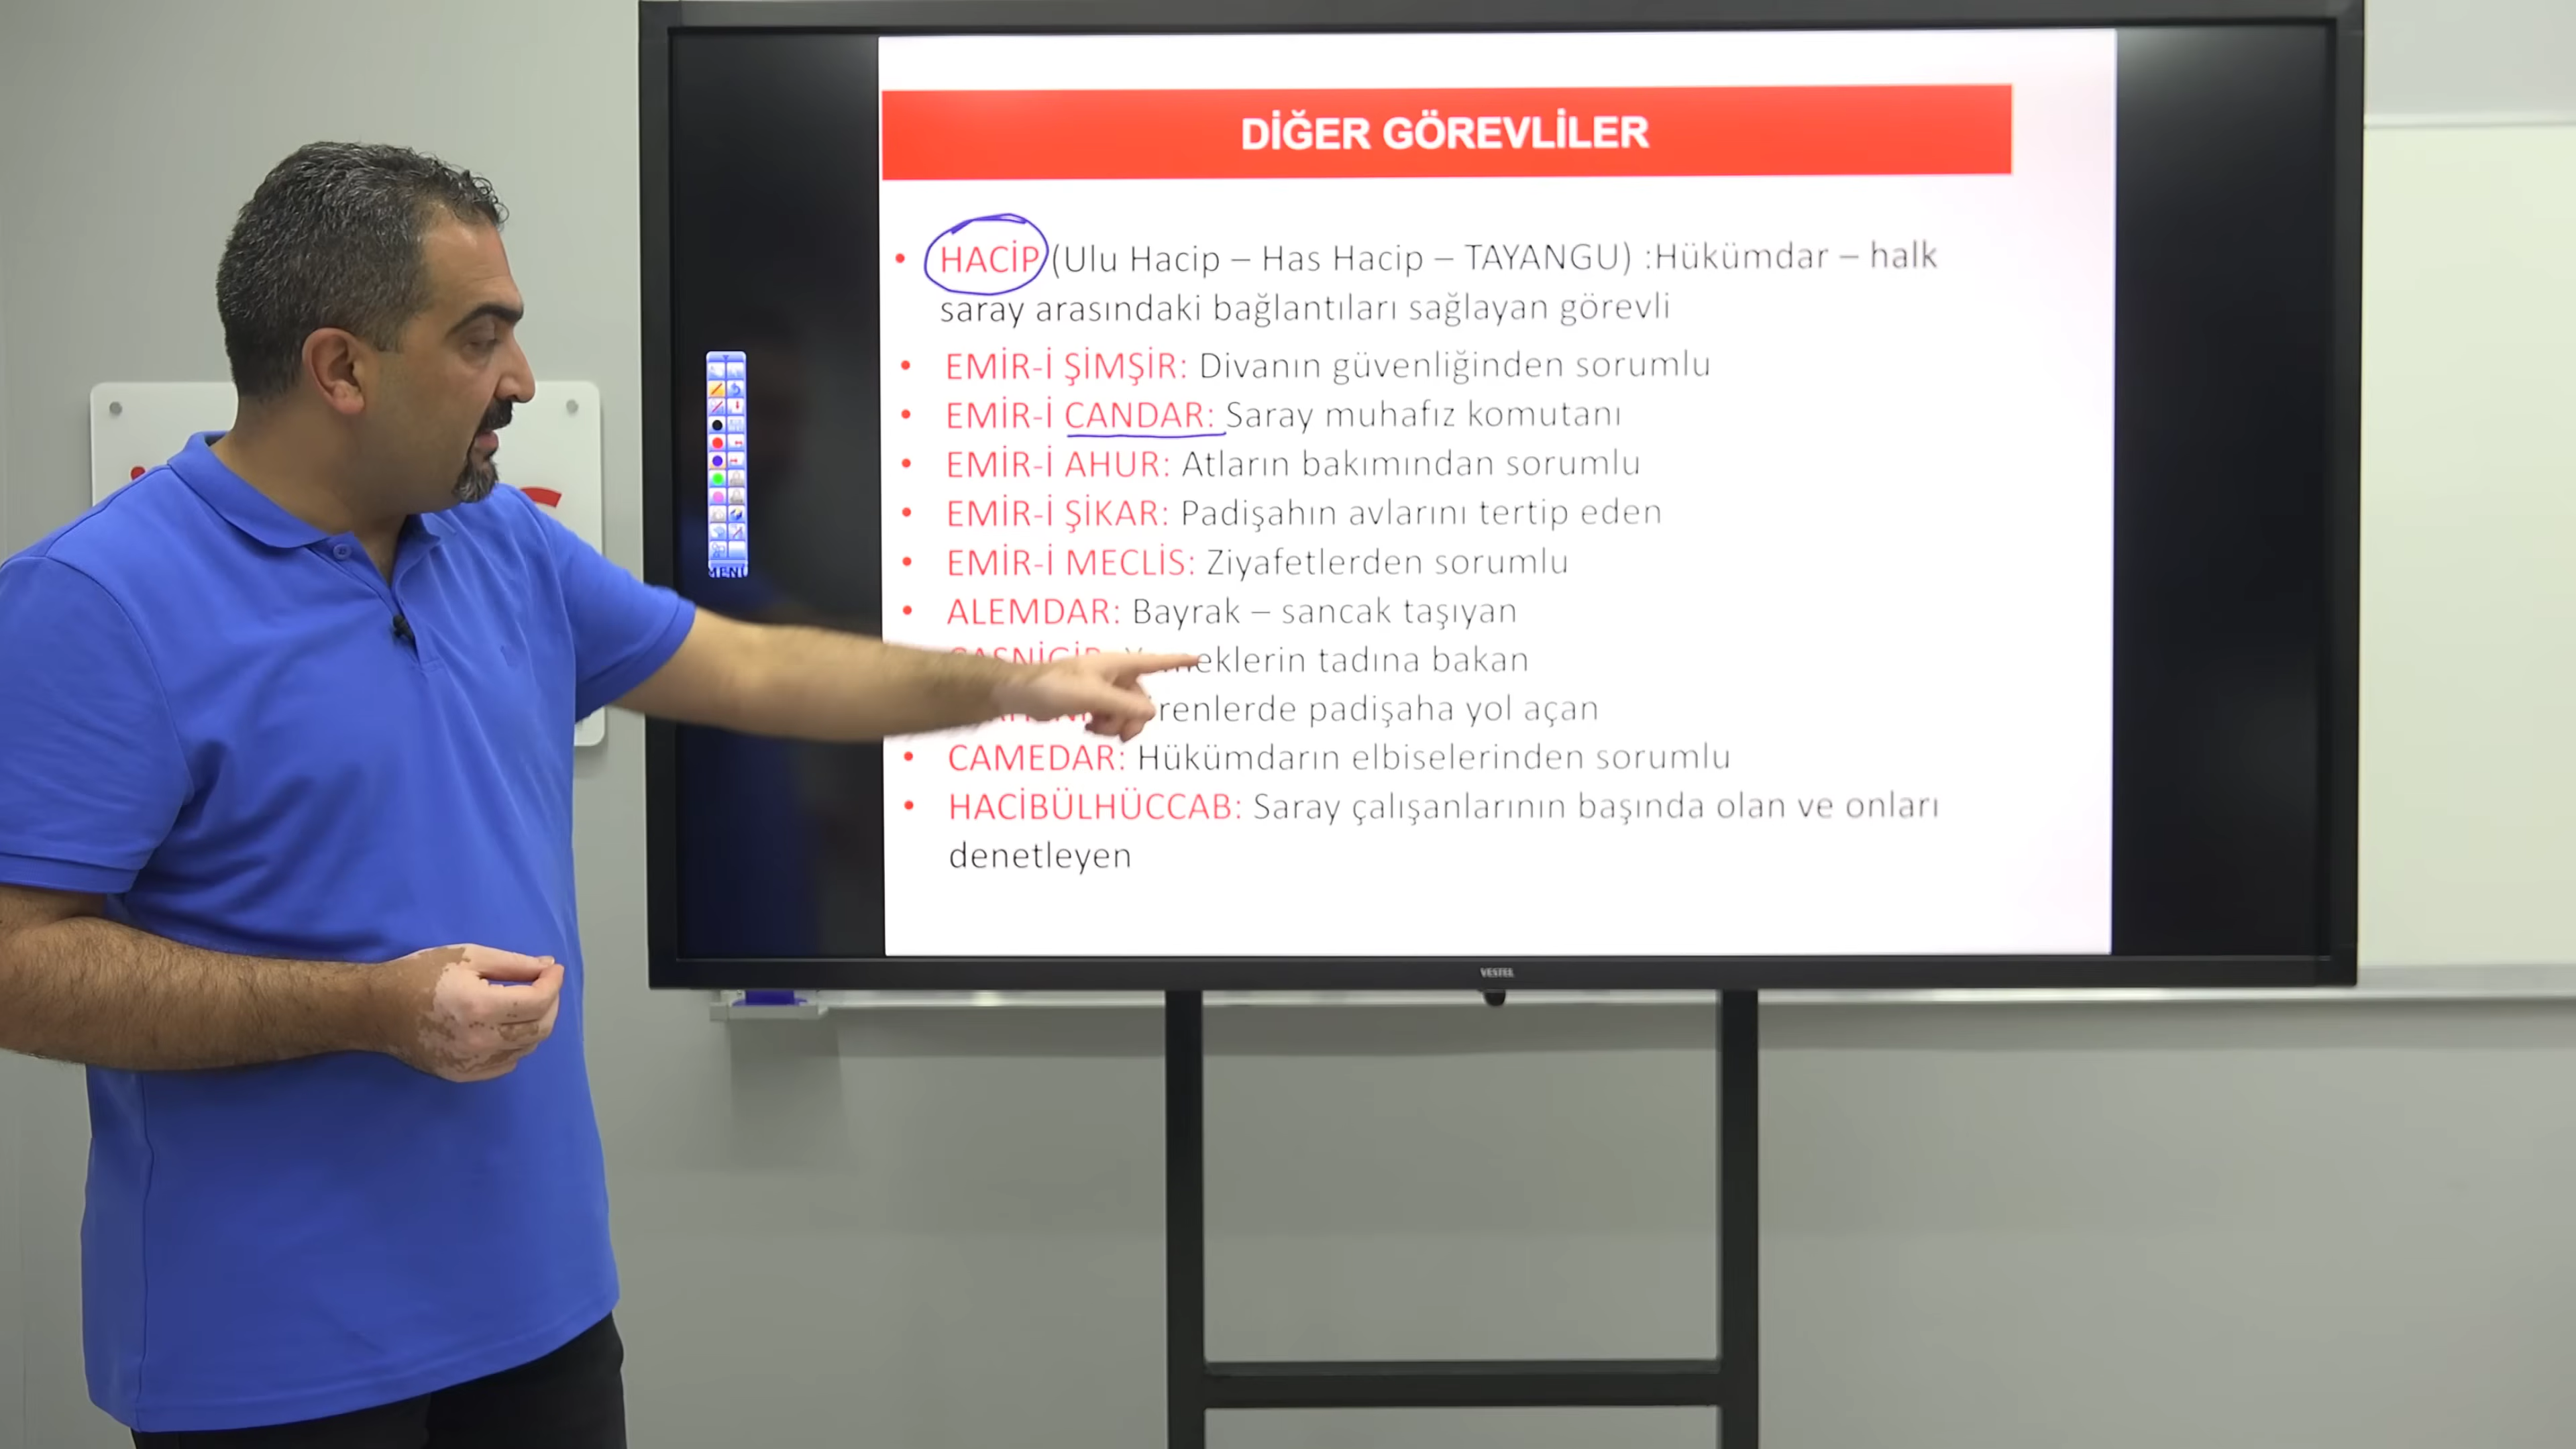 DİĞER GÖREVLİLER
• HACİP (Ulu Hacip – Has Hacip – TAYANGU) :Hükümdar – halk
saray arasındaki bağlantıları sağlayan görevli
• EMİR-İ ŞİMŞİR: Divanın güvenliğinden sorumlu
• EMİR-İ CANDAR: Saray muhafız komutanı
• EMİR-İ AHUR: Atların bakımından sorumlu
• EMİR-İ ŞİKAR: Padişahın avlarını tertip eden
• EMİR-İ MECLİS: Ziyafetlerden sorumlu
• ALEMDAR: Bayrak – sancak taşıyan
tadına bakan
padişaha yol açan
• CAMEDAR: Hükümdarın elbiselerinden sorumlu
• HACİBÜLHÜCCAB: Saray çalışanlarının başında olan ve onları
denetleyen
MENU
VESTEL